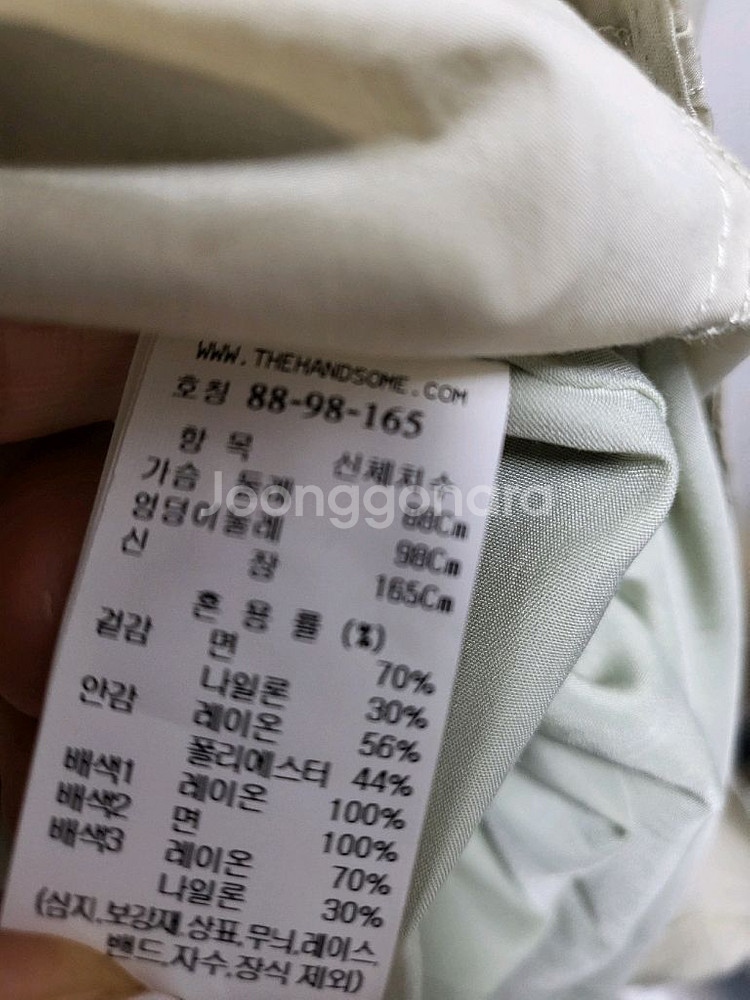 WWW.THEHANDSOME.COM
호칭 88-98-165
항 목 신체치수
가슴 둘레 88Cm
엉덩이둘레 98Cm
신 장 165Cm
혼 용 률 (%)
겉감 면 70%
나일론 30%
안감 레이온 56%
폴리에스터 44%
배색1 레이온 100%
배색2 면 100%
배색3 레이온 70%
나일론 30%
(심지,보강재,상표,무늬,레이스,
밴드,자수,장식 제외)
Joonggonara